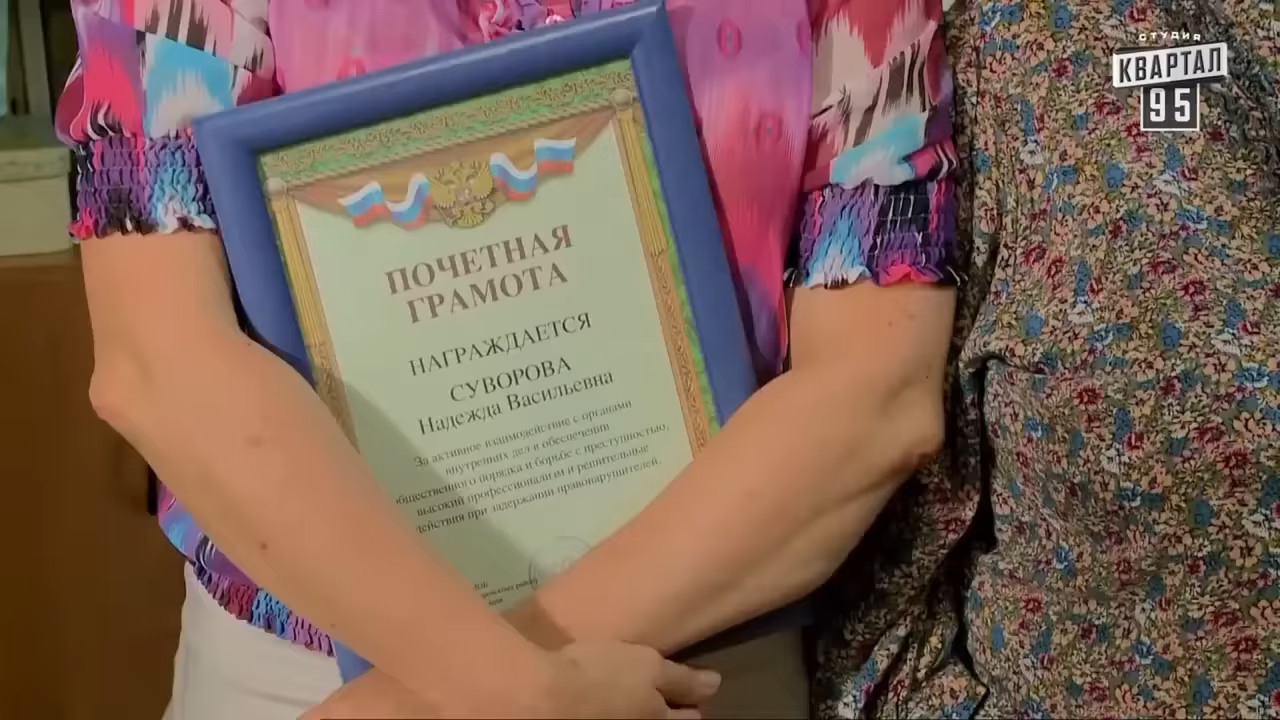 СТУДИЯ
КВАРТАЛ
95
ПОЧЕТНАЯ
ГРАМОТА
НАГРАЖДАЕТСЯ
СУВОРОВА
Надежда Васильевна
За активное взаимодействие с органами
внутренних дел в обеспечении
общественного порядка и борьбе с преступностью,
высокий профессионализм и решительные
действия при задержании правонарушителей.